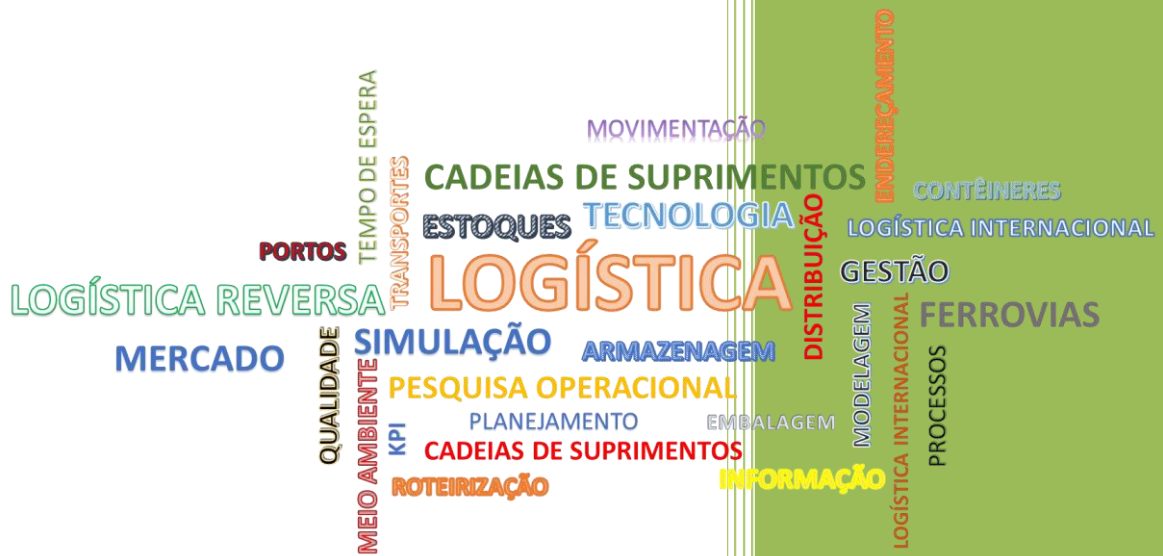 ENDEREÇAMENTO
TEMPO DE ESPERA
MOVIMENTAÇÃO
TRANSPORTES
CADEIAS DE SUPRIMENTOS
CONTÊINERES
ESTOQUES
TECNOLOGIA
DISTRIBUIÇÃO
LOGÍSTICA INTERNACIONAL
PORTOS
LOGÍSTICA
GESTÃO
LOGÍSTICA REVERSA
FERROVIAS
SIMULAÇÃO
MERCADO
ARMAZENAGEM
MODELAGEM
LOGÍSTICA INTERNACIONAL
PROCESSOS
QUALIDADE
MEIO AMBIENTE
PESQUISA OPERACIONAL
PLANEJAMENTO
EMBALAGEM
KPI
CADEIAS DE SUPRIMENTOS
ROTEIRIZAÇÃO
INFORMAÇÃO